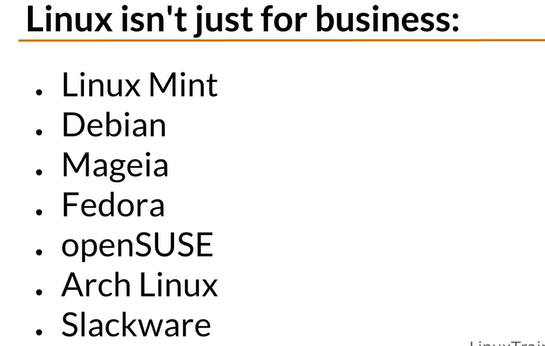 Linux isn't just for business:
• Linux Mint
• Debian
• Mageia
• Fedora
• openSUSE
• Arch Linux
• Slackware